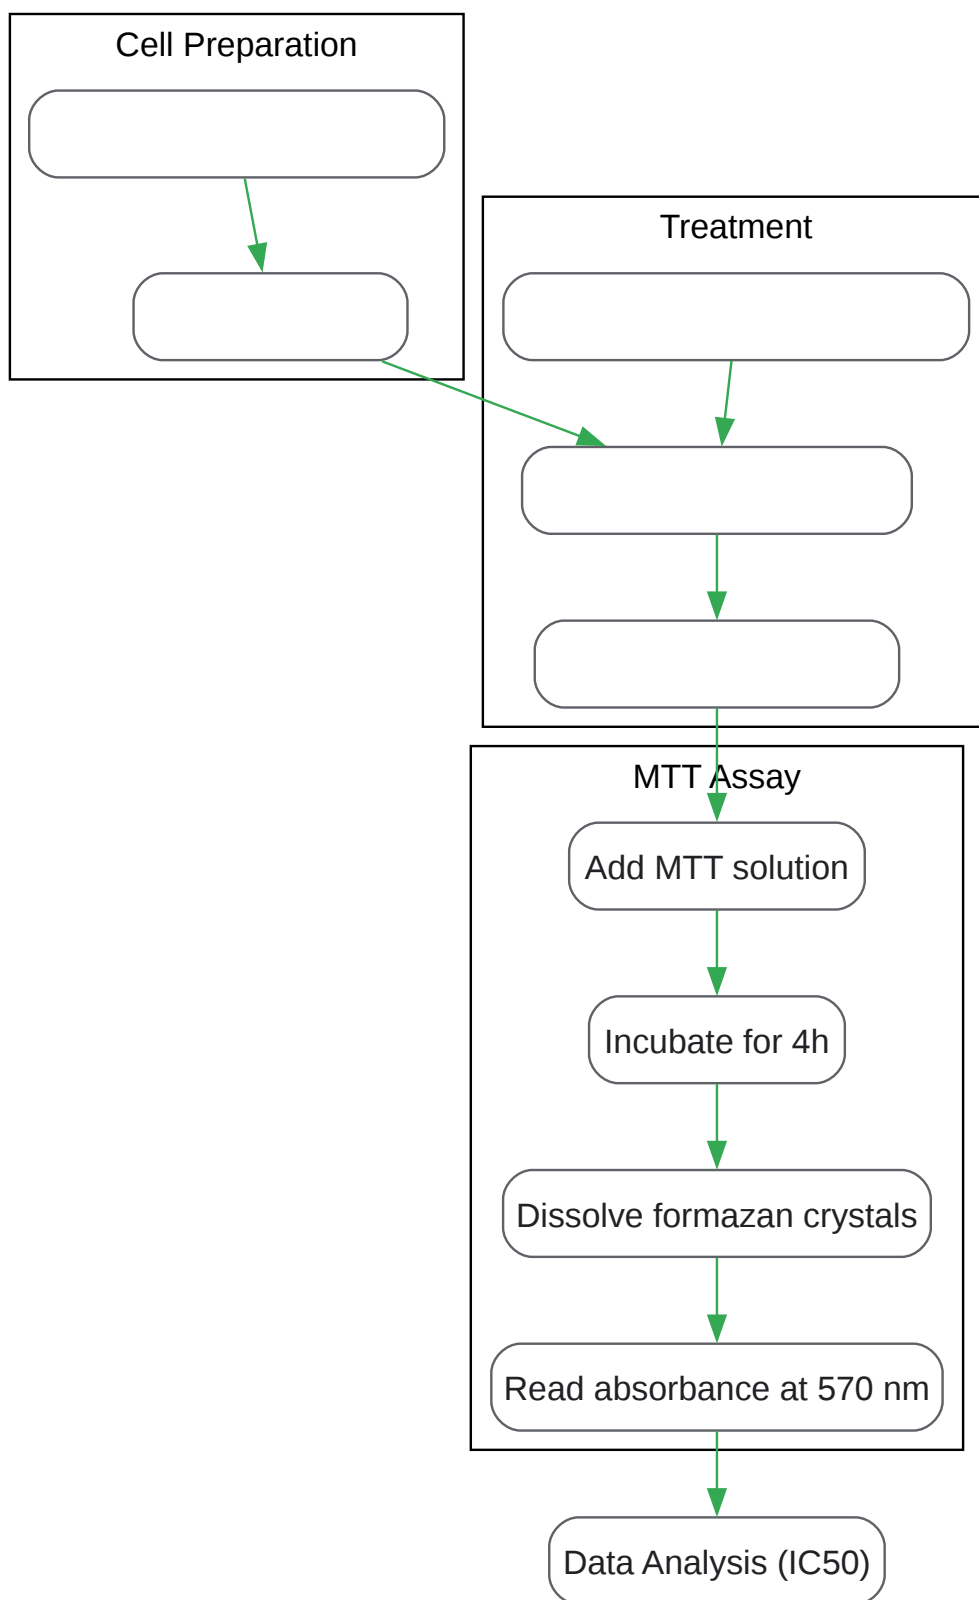 Cell Preparation
Treatment
MTT Assay
Add MTT solution
Incubate for 4h
Dissolve formazan crystals
Read absorbance at 570 nm
Data Analysis (IC50)